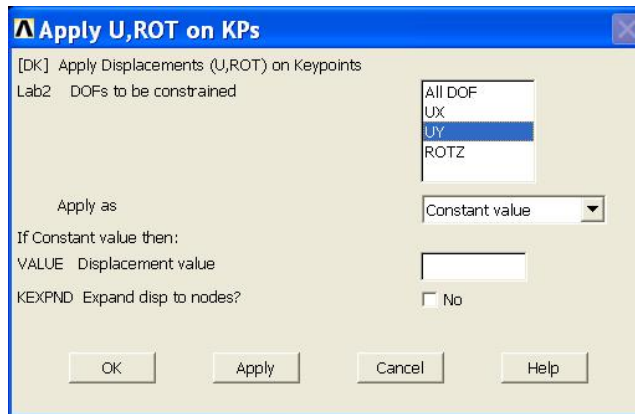 Apply U,ROT on KPs
[DK] Apply Displacements (U,ROT) on Keypoints
Lab2 DOFs to be constrained
All DOF
UX
UY
ROTZ
Apply as
Constant value
If Constant value then:
VALUE Displacement value
KEXPND Expand disp to nodes?
No
OK Apply Cancel Help